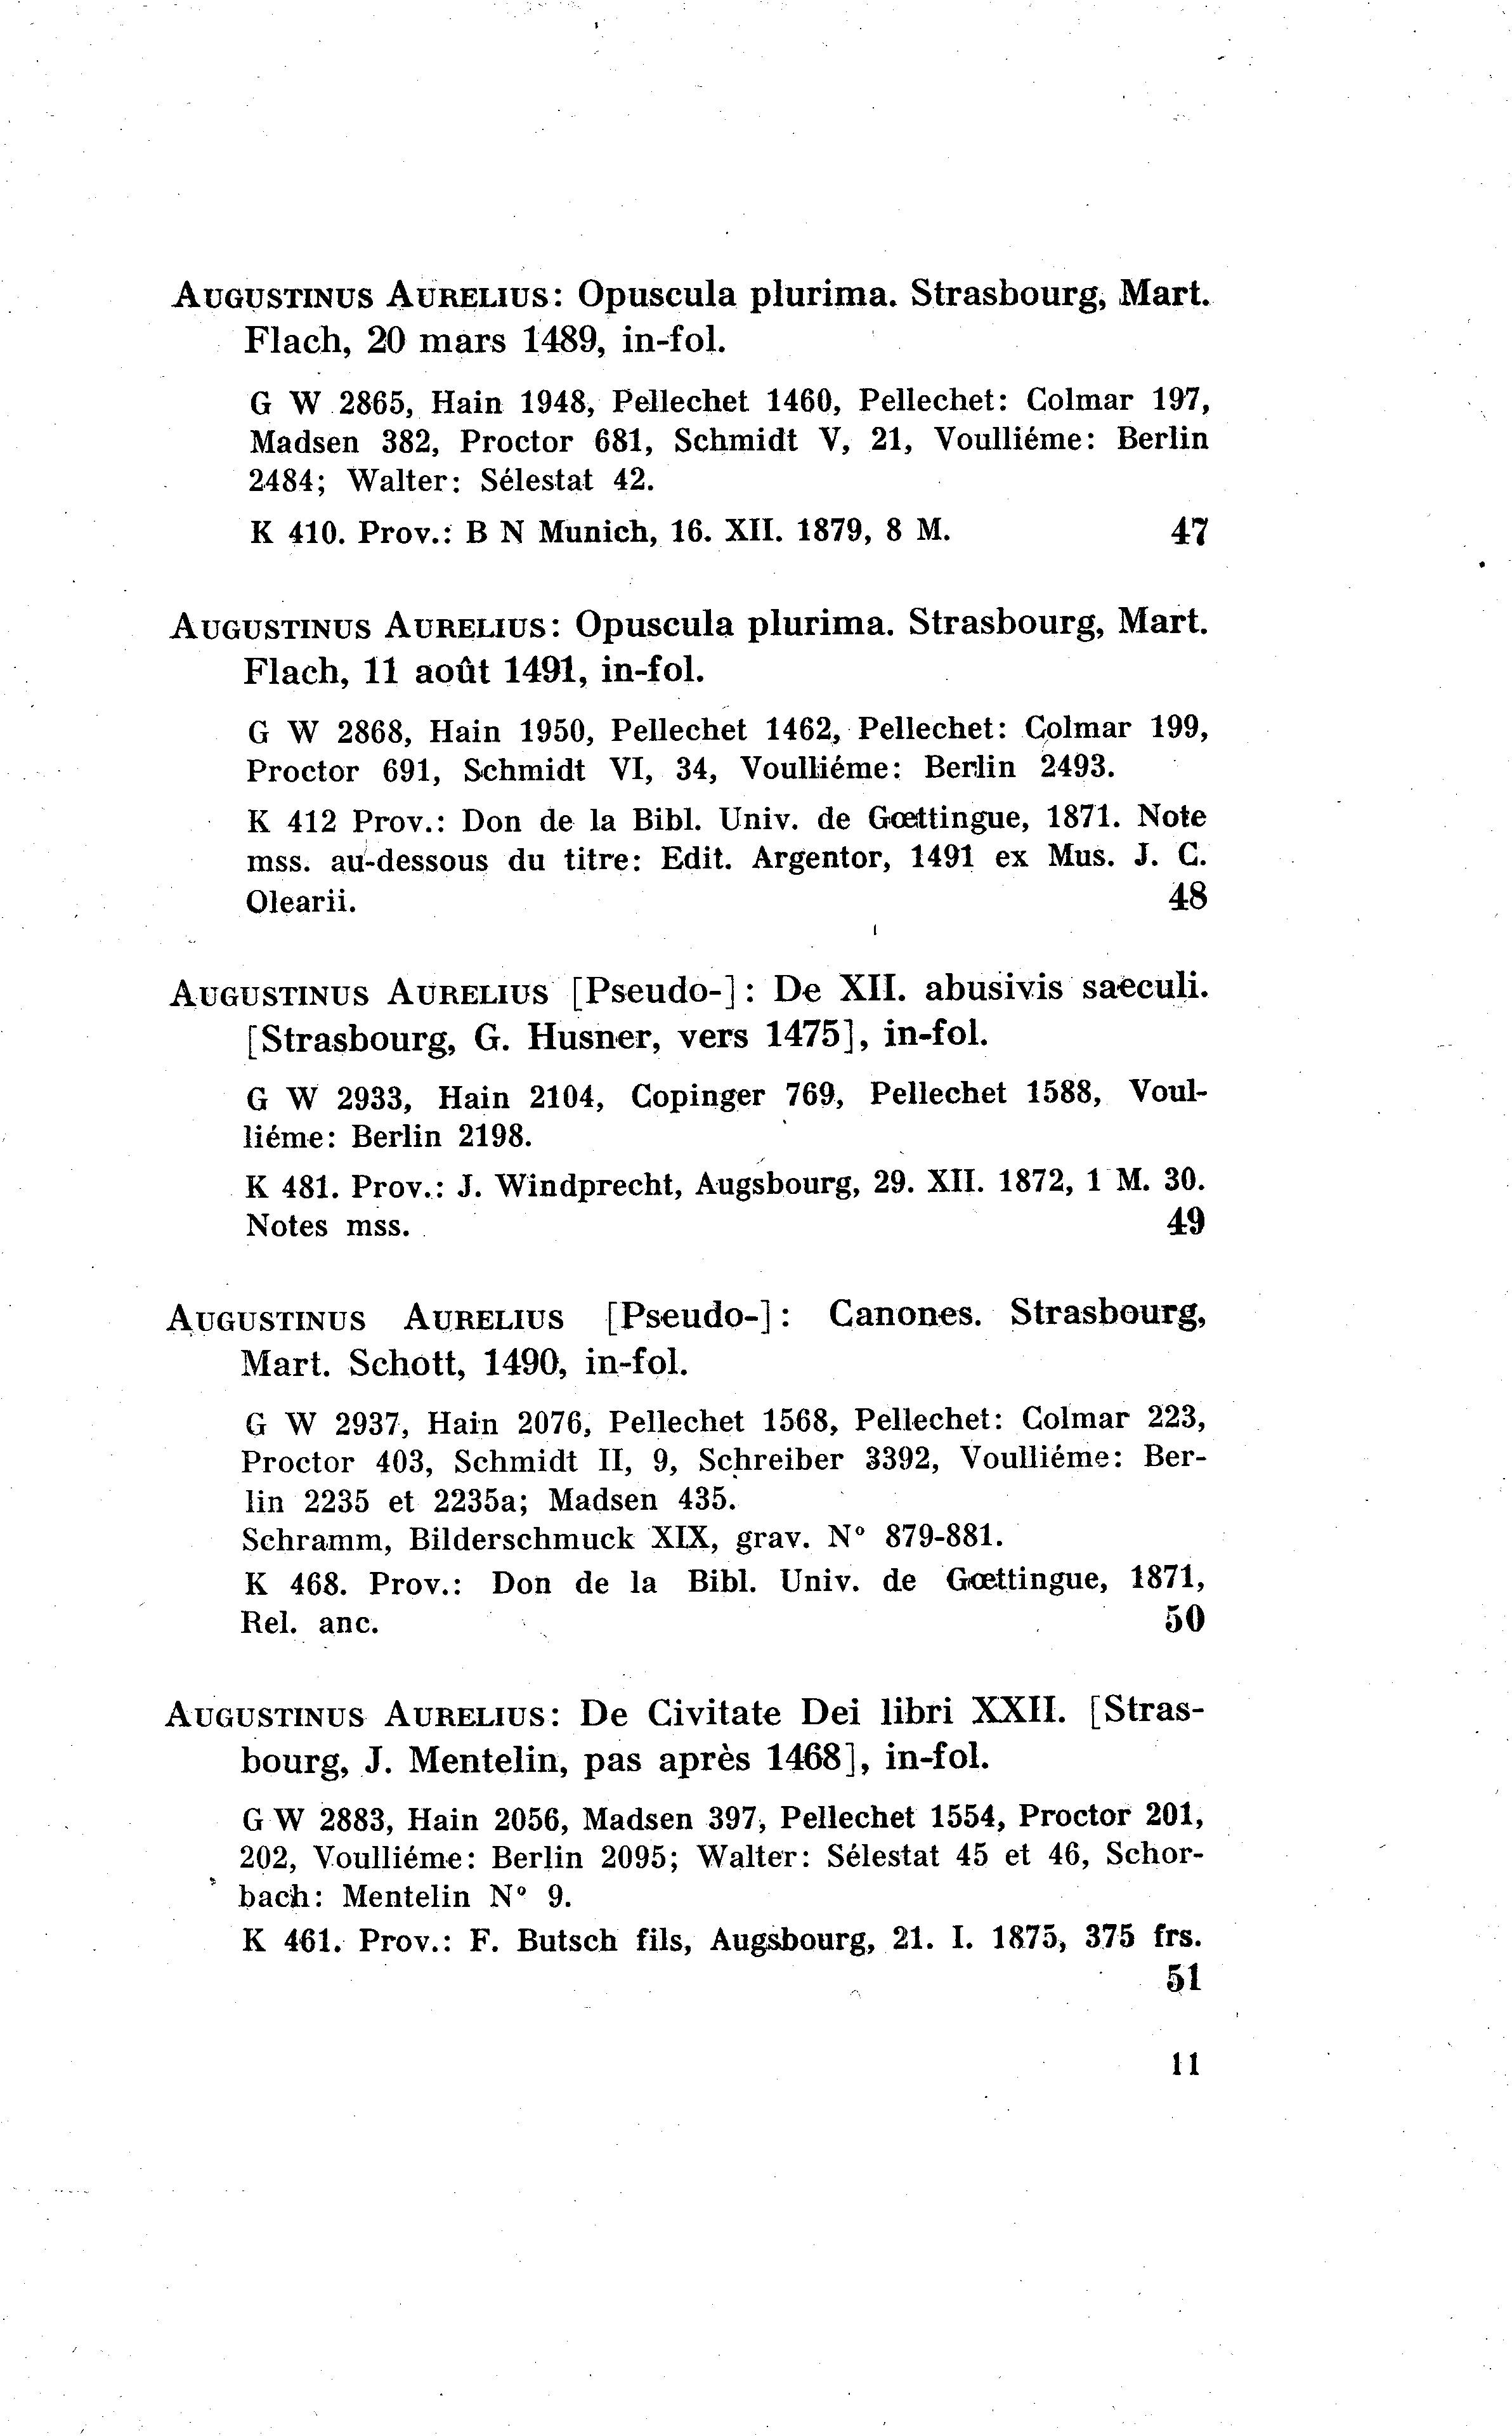 AUGUSTINUS AURELIUS: Opuscula plurima. Strasbourg, Mart.
Flach, 20 mars 1489, in-fol.
G W 2865, Hain 1948, Pellechet 1460, Pellechet: Colmar 197,
Madsen 382, Proctor 681, Schmidt V, 21, Voulliéme: Berlin
2484; Walter: Sélestat 42.
K 410. Prov.: B N Munich, 16. XII. 1879, 8 M. 47
AUGUSTINUS AURELIUS: Opuscula plurima. Strasbourg, Mart.
Flach, 11 août 1491, in-fol.
G W 2868, Hain 1950, Pellechet 1462, Pellechet: Colmar 199,
Proctor 691, Schmidt VI, 34, Voulliéme: Berlin 2493.
K 412 Prov.: Don de la Bibl. Univ. de Gœttingue, 1871. Note
mss. au-dessous du titre: Edit. Argentor, 1491 ex Mus. J. C.
Olearii. 48
AUGUSTINUS AURELIUS [Pseudo-]: De XII. abusivis saeculi.
[Strasbourg, G. Husner, vers 1475], in-fol.
G W 2933, Hain 2104, Copinger 769, Pellechet 1588, Voul-
liéme: Berlin 2198.
K 481. Prov.: J. Windprecht, Augsbourg, 29. XII. 1872, 1 M. 30.
Notes mss. 49
AUGUSTINUS AURELIUS [Pseudo-]: Canones. Strasbourg,
Mart. Schott, 1490, in-fol.
G W 2937, Hain 2076, Pellechet 1568, Pellechet: Colmar 223,
Proctor 403, Schmidt II, 9, Schreiber 3392, Voulliéme: Ber-
lin 2235 et 2235a; Madsen 435.
Schramm, Bilderschmuck XIX, grav. N° 879-881.
K 468. Prov.: Don de la Bibl. Univ. de Gœttingue, 1871,
Rel. anc. 50
AUGUSTINUS AURELIUS: De Civitate Dei libri XXII. [Stras-
bourg, J. Mentelin, pas après 1468], in-fol.
G W 2883, Hain 2056, Madsen 397, Pellechet 1554, Proctor 201,
202, Voulliéme: Berlin 2095; Walter: Sélestat 45 et 46, Schor-
bach: Mentelin N° 9.
K 461. Prov.: F. Butsch fils, Augsbourg, 21. I. 1875, 375 frs.
51
11